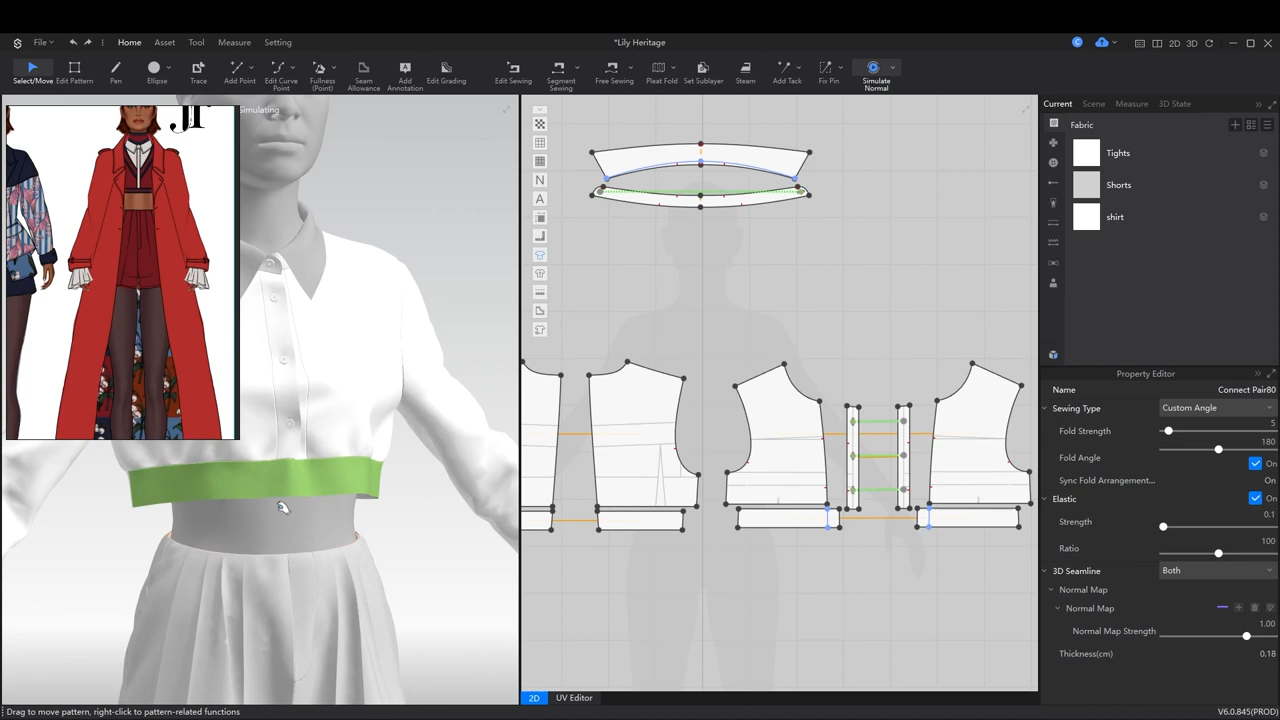 File
Home
Asset
Tool
Measure
Setting
*Lily Heritage
2D
3D
Select/Move
Edit Pattern
Pen
Ellipse
Trace
Add Point
Edit Curve
Point
Fullness
(Point)
Seam
Allowance
Add
Annotation
Edit Grading
Edit Sewing
Segment
Sewing
Free Sewing
Pleat Fold
Set Sublayer
Steam
Add Tack
Fix Pin
Simulate
Normal
Simulating
Current
Scene
Measure
3D State
Fabric
Tights
Shorts
shirt
Property Editor
Name
Connect Pair80
Sewing Type
Custom Angle
Fold Strength
5
Fold Angle
180
On
Sync Fold Arrangement...
On
Elastic
On
Strength
0.1
Ratio
100
3D Seamline
Both
Normal Map
Normal Map
Normal Map Strength
1.00
Thickness(cm)
0.18
2D
UV Editor
Drag to move pattern, right-click to pattern-related functions
V6.0.845(PROD)